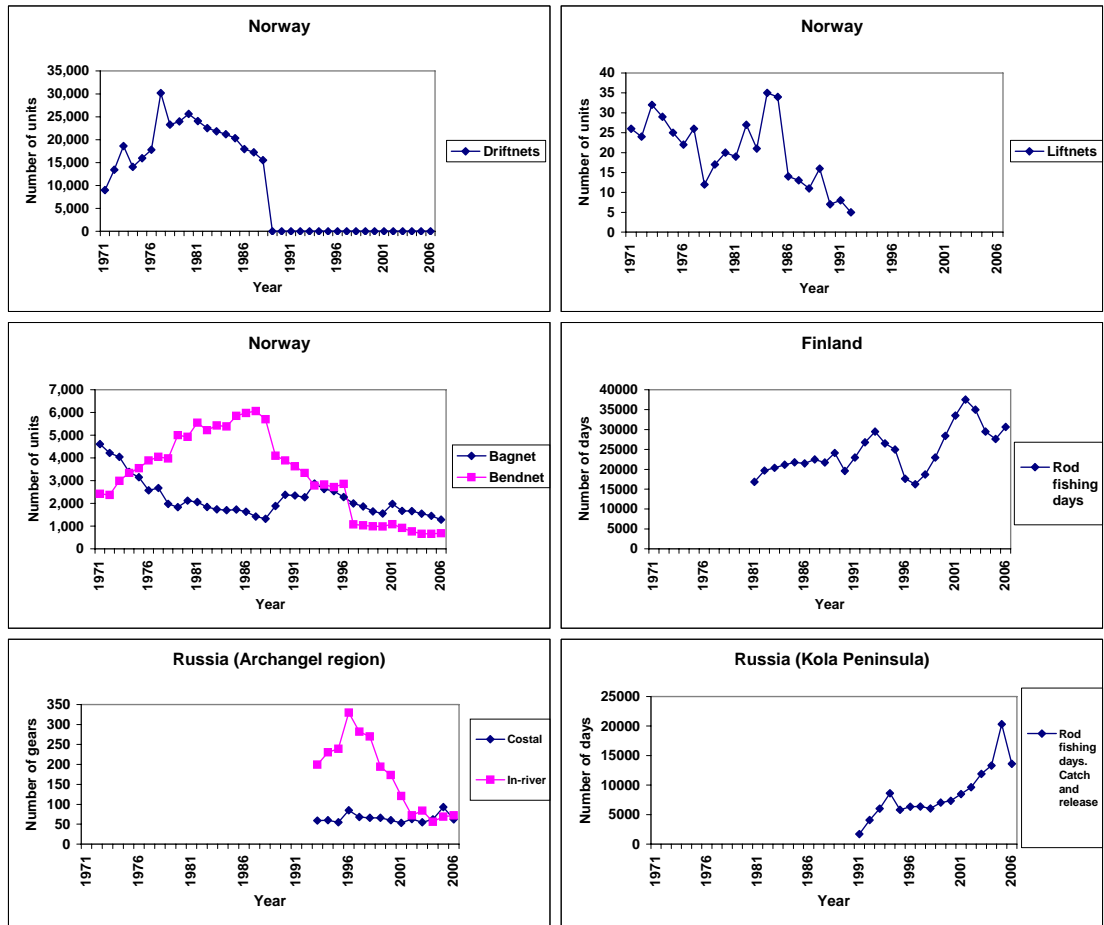 Norway
35,000
30,000
25,000
20,000
15,000
10,000
5,000
0
Number of units
1971
1976
1981
1986
1991
1996
2001
2006
Year
Driftnets
Norway
40
35
30
25
20
15
10
5
0
Number of units
1971
1976
1981
1986
1991
1996
2001
2006
Year
Liftnets
Norway
7,000
6,000
5,000
4,000
3,000
2,000
1,000
0
Number of units
1971
1976
1981
1986
1991
1996
2001
2006
Year
Bagnet
Bendnet
Finland
40000
35000
30000
25000
20000
15000
10000
5000
0
Number of days
1971
1976
1981
1986
1991
1996
2001
2006
Year
Rod
fishing
days
Russia (Archangel region)
350
300
250
200
150
100
50
0
Number of gears
1971
1976
1981
1986
1991
1996
2001
2006
Year
Costal
In-river
Russia (Kola Peninsula)
25000
20000
15000
10000
5000
0
Number of days
1971
1976
1981
1986
1991
1996
2001
2006
Year
Rod
fishing
days.
Catch
and
release